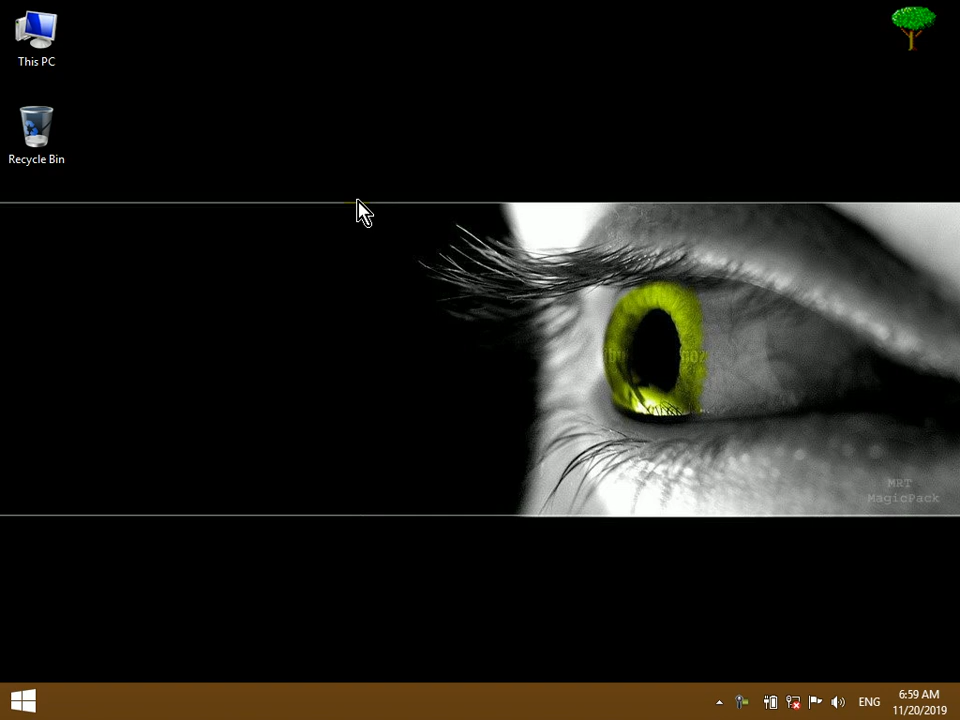 This PC
Recycle Bin
MRT
MagicPack
ENG
6:59 AM
11/20/2019